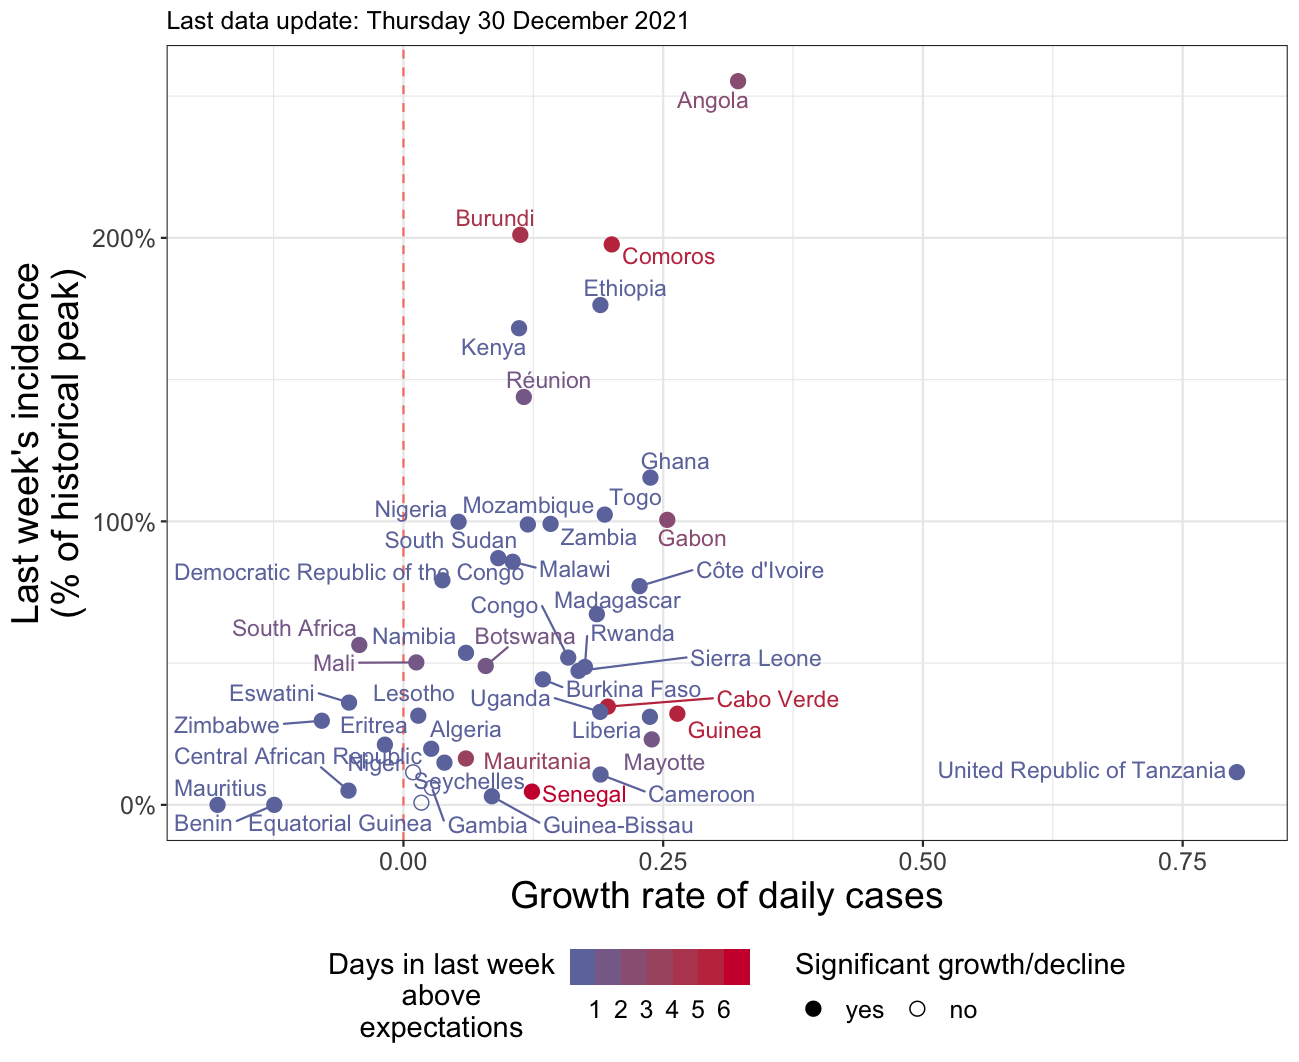 Last data update: Thursday 30 December 2021
Last week's incidence
(% of historical peak)
200%
100%
0%
Angola
Burundi
Comoros
Ethiopia
Kenya
Réunion
Ghana
Togo
Nigeria
Mozambique
Gabon
Zambia
South Sudan
Malawi
Democratic Republic of the Congo
Côte d'Ivoire
Congo
Madagascar
South Africa
Namibia
Botswana
Rwanda
Mali
Sierra Leone
Eswatini
Lesotho
Burkina Faso
Uganda
Cabo Verde
Zimbabwe
Eritrea
Algeria
Liberia
Guinea
Central African Republic
Niger
Mauritania
Mayotte
United Republic of Tanzania
Seychelles
Mauritius
Senegal
Cameroon
Benin
Equatorial Guinea
Gambia
Guinea-Bissau
0.00
0.25
0.50
0.75
Growth rate of daily cases
Days in last week
above
expectations
1 2 3 4 5 6
Significant growth/decline
yes
no